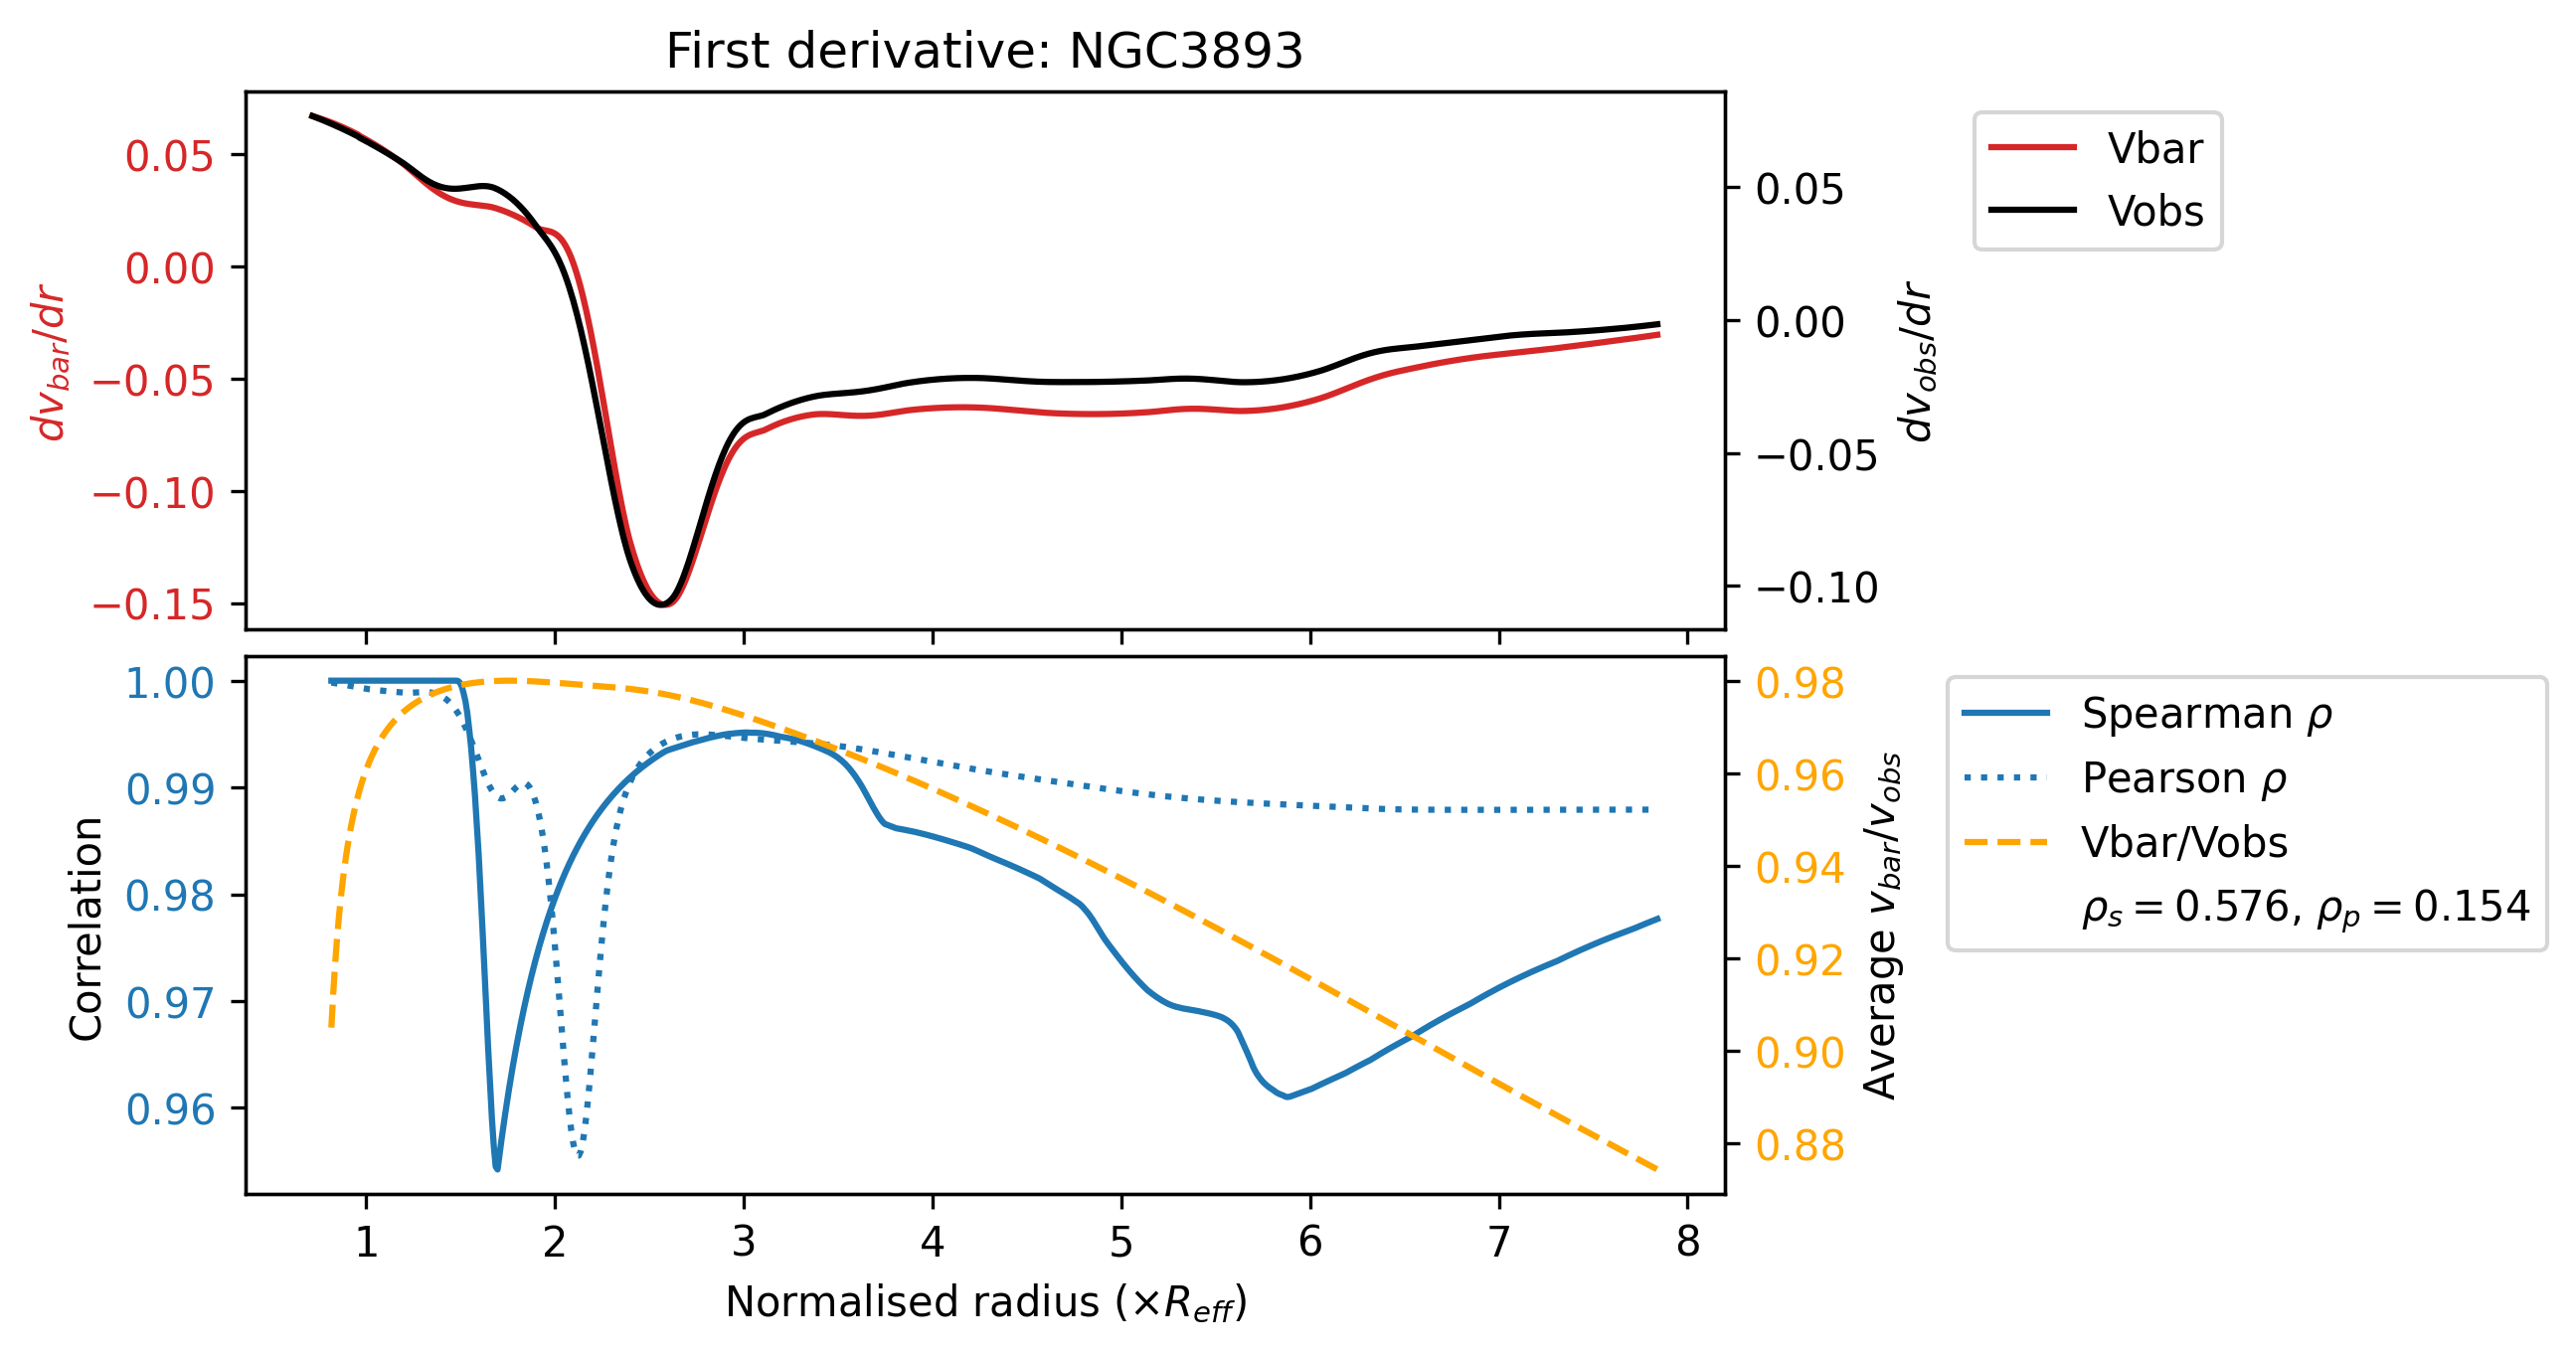 First derivative: NGC3893
0.05
0.00
−0.05
−0.10
−0.15
dv_bar/dr
0.05
0.00
−0.05
−0.10
dv_obs/dr
Vbar
Vobs
1.00
0.99
0.98
0.97
0.96
Correlation
0.98
0.96
0.94
0.92
0.90
0.88
Average v_bar/v_obs
Spearman ρ
Pearson ρ
Vbar/Vobs
ρ_s = 0.576, ρ_p = 0.154
1 2 3 4 5 6 7 8
Normalised radius (×R_eff)